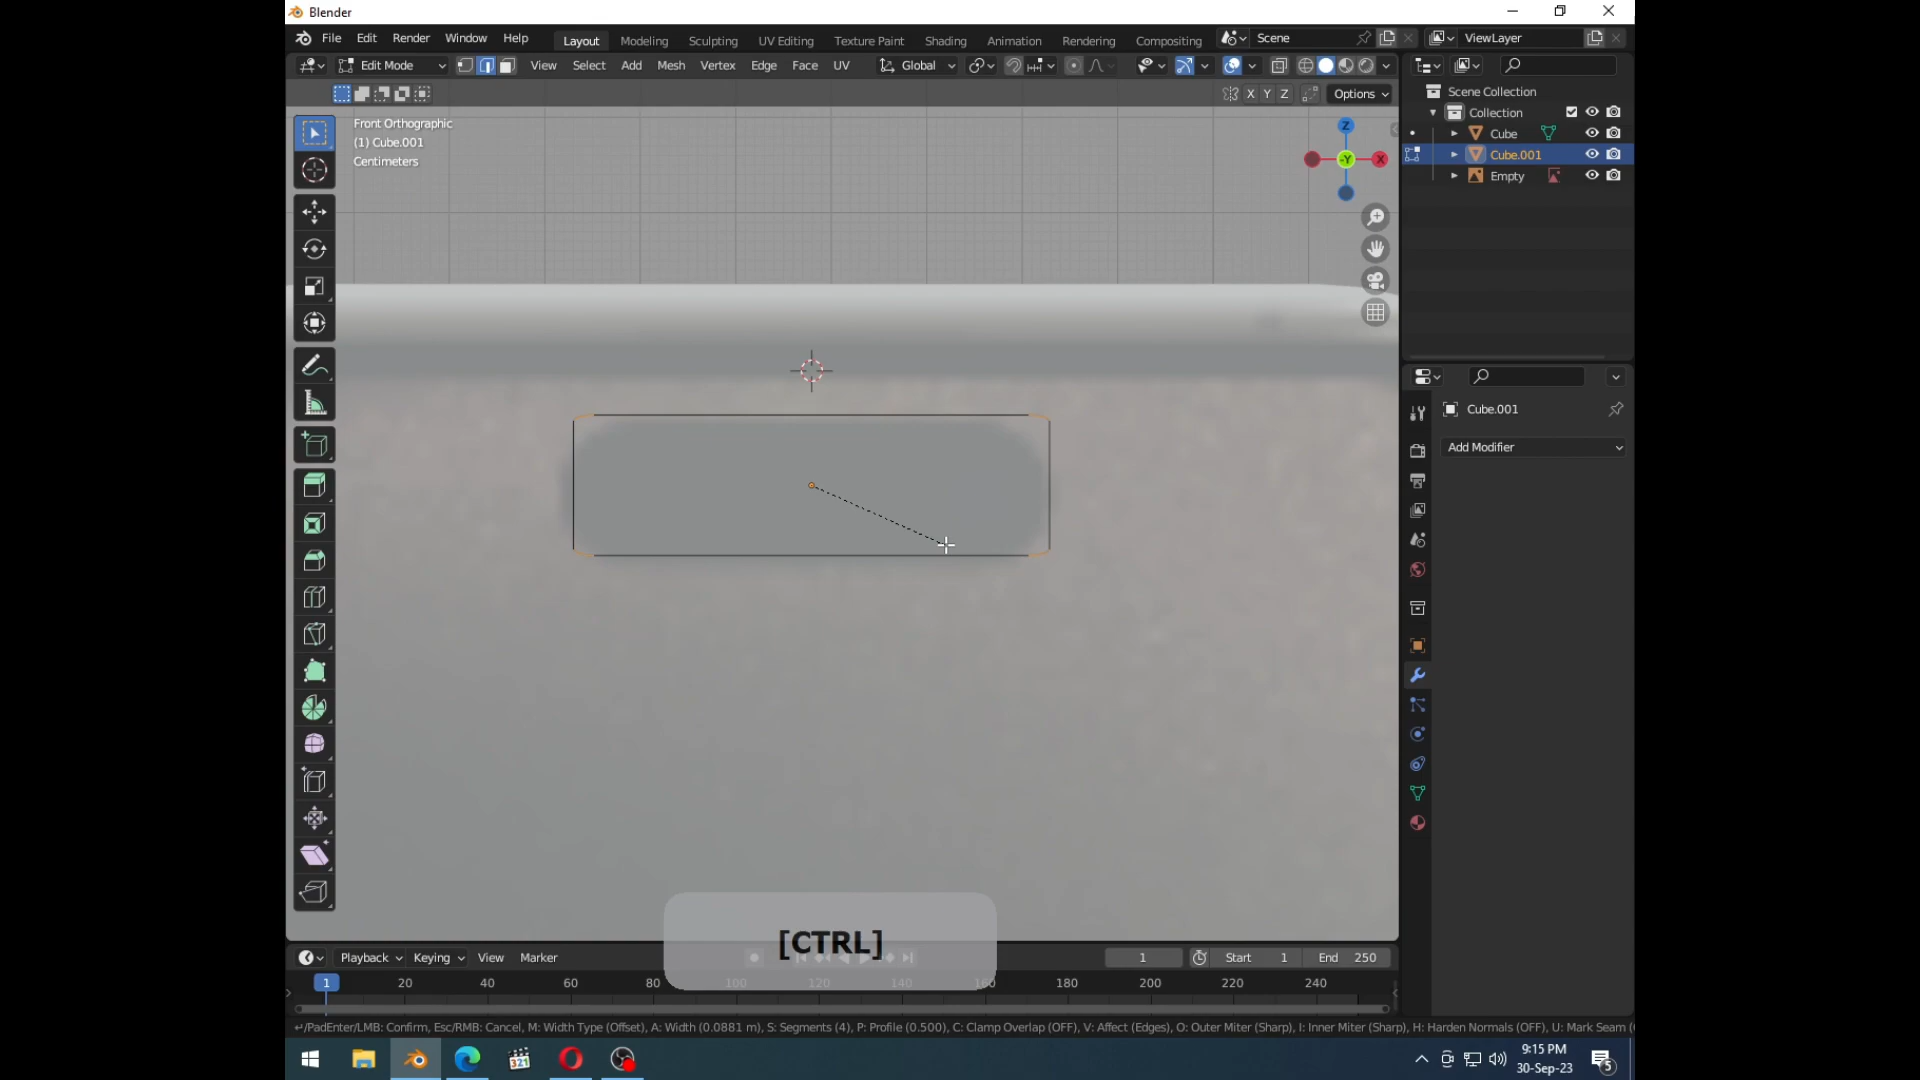 Blender
File Edit Render Window Help Layout Modeling Sculpting UV Editing Texture Paint Shading Animation Rendering Compositing Scene ViewLayer
Edit Mode View Select Add Mesh Vertex Edge Face UV Global
X Y Z Options
Scene Collection
Collection
Cube
Cube.001
Empty
Front Orthographic
(1) Cube.001
Centimeters
Z
-Y
X
Cube.001
Add Modifier
[CTRL]
Playback Keying View Marker 1 Start 1 End 250
1 20 40 60 80 100 120 140 160 180 200 220 240
↵/PadEnter/LMB: Confirm, Esc/RMB: Cancel, M: Width Type (Offset), A: Width (0.0881 m), S: Segments (4), P: Profile (0.500), C: Clamp Overlap (OFF), V: Affect (Edges), O: Outer Miter (Sharp), I: Inner Miter (Sharp), H: Harden Normals (OFF), U: Mark Seam (
321
9:15 PM
30-Sep-23
5